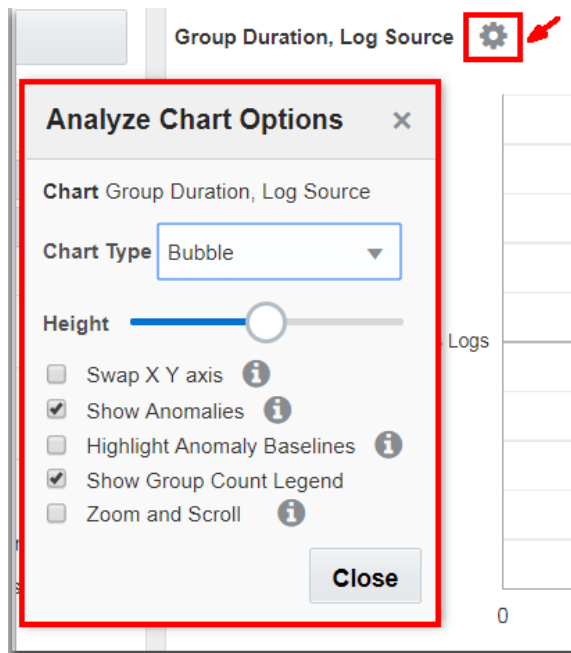 Group Duration, Log Source
Analyze Chart Options ×
Chart Group Duration, Log Source
Chart Type Bubble
Height
Logs
Swap X Y axis
Show Anomalies
Highlight Anomaly Baselines
Show Group Count Legend
Zoom and Scroll
Close
0